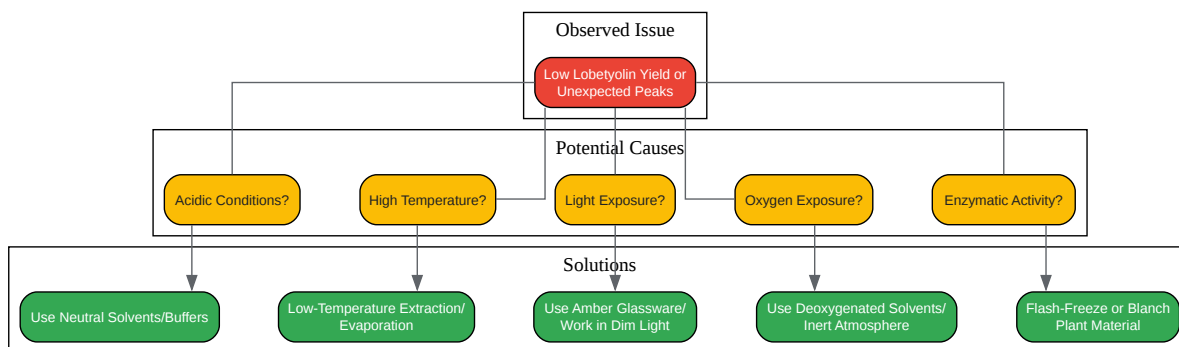 Observed Issue
Low Lobetyolin Yield or
Unexpected Peaks
Potential Causes
Acidic Conditions?
High Temperature?
Light Exposure?
Oxygen Exposure?
Enzymatic Activity?
Solutions
Use Neutral Solvents/Buffers
Low-Temperature Extraction/
Evaporation
Use Amber Glassware/
Work in Dim Light
Use Deoxygenated Solvents/
Inert Atmosphere
Flash-Freeze or Blanch
Plant Material